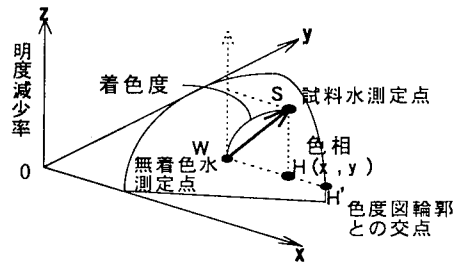 z
明度減少率
y
着色度
S
試料水測定点
色相
W
0
無着色水
測定点
H(x,y)
H'
色度図輪郭
との交点
x